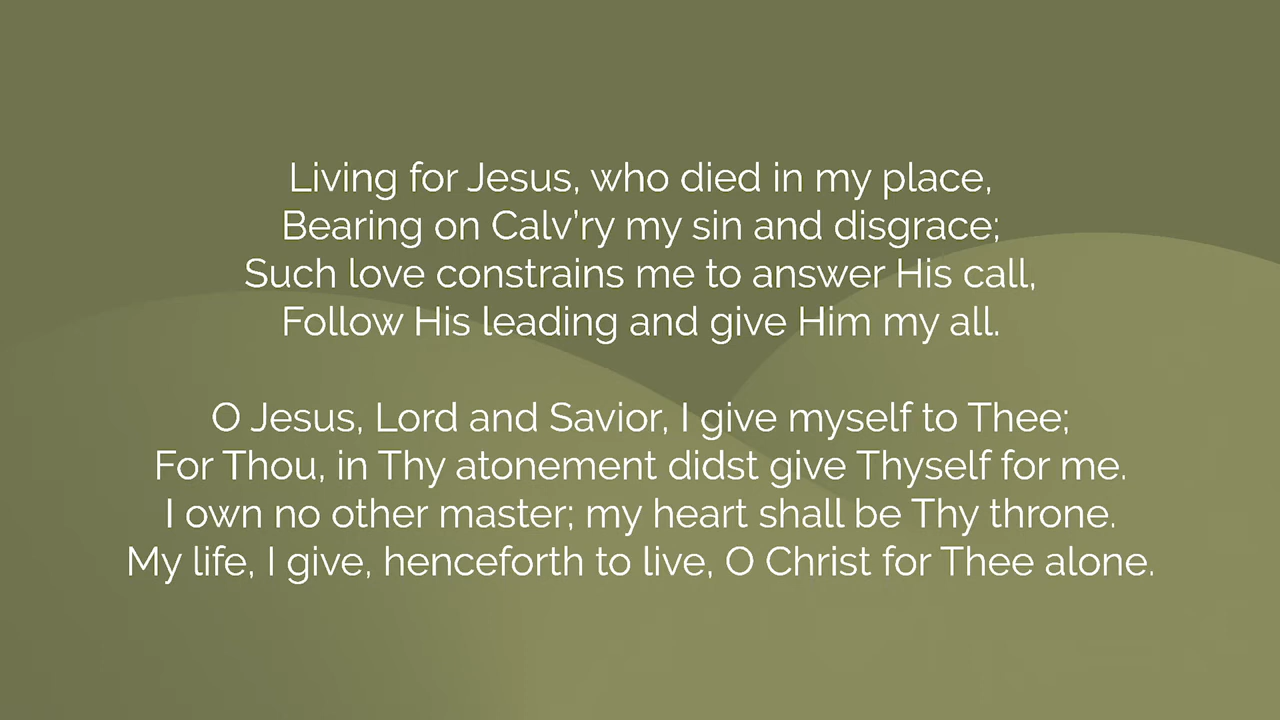 Living for Jesus, who died in my place,
Bearing on Calv’ry my sin and disgrace;
Such love constrains me to answer His call,
Follow His leading and give Him my all.
O Jesus, Lord and Savior, I give myself to Thee;
For Thou, in Thy atonement didst give Thyself for me.
I own no other master; my heart shall be Thy throne.
My life, I give, henceforth to live, O Christ for Thee alone.